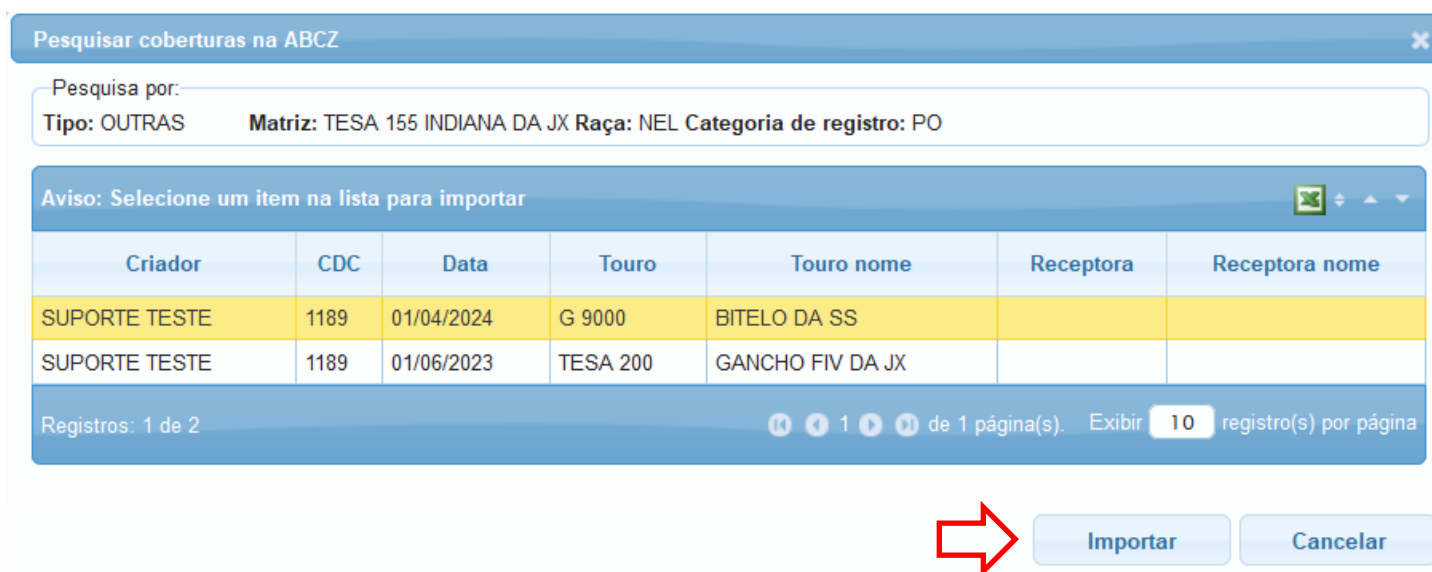 Pesquisar coberturas na ABCZ
Pesquisa por:
Tipo: OUTRAS Matriz: TESA 155 INDIANA DA JX Raça: NEL Categoria de registro: PO
Aviso: Selecione um item na lista para importar
Criador CDC Data Touro Touro nome Receptora Receptora nome
SUPORTE TESTE 1189 01/04/2024 G 9000 BITELO DA SS
SUPORTE TESTE 1189 01/06/2023 TESA 200 GANCHO FIV DA JX
Registros: 1 de 2 1 de 1 página(s). Exibir 10 registro(s) por página
Importar Cancelar